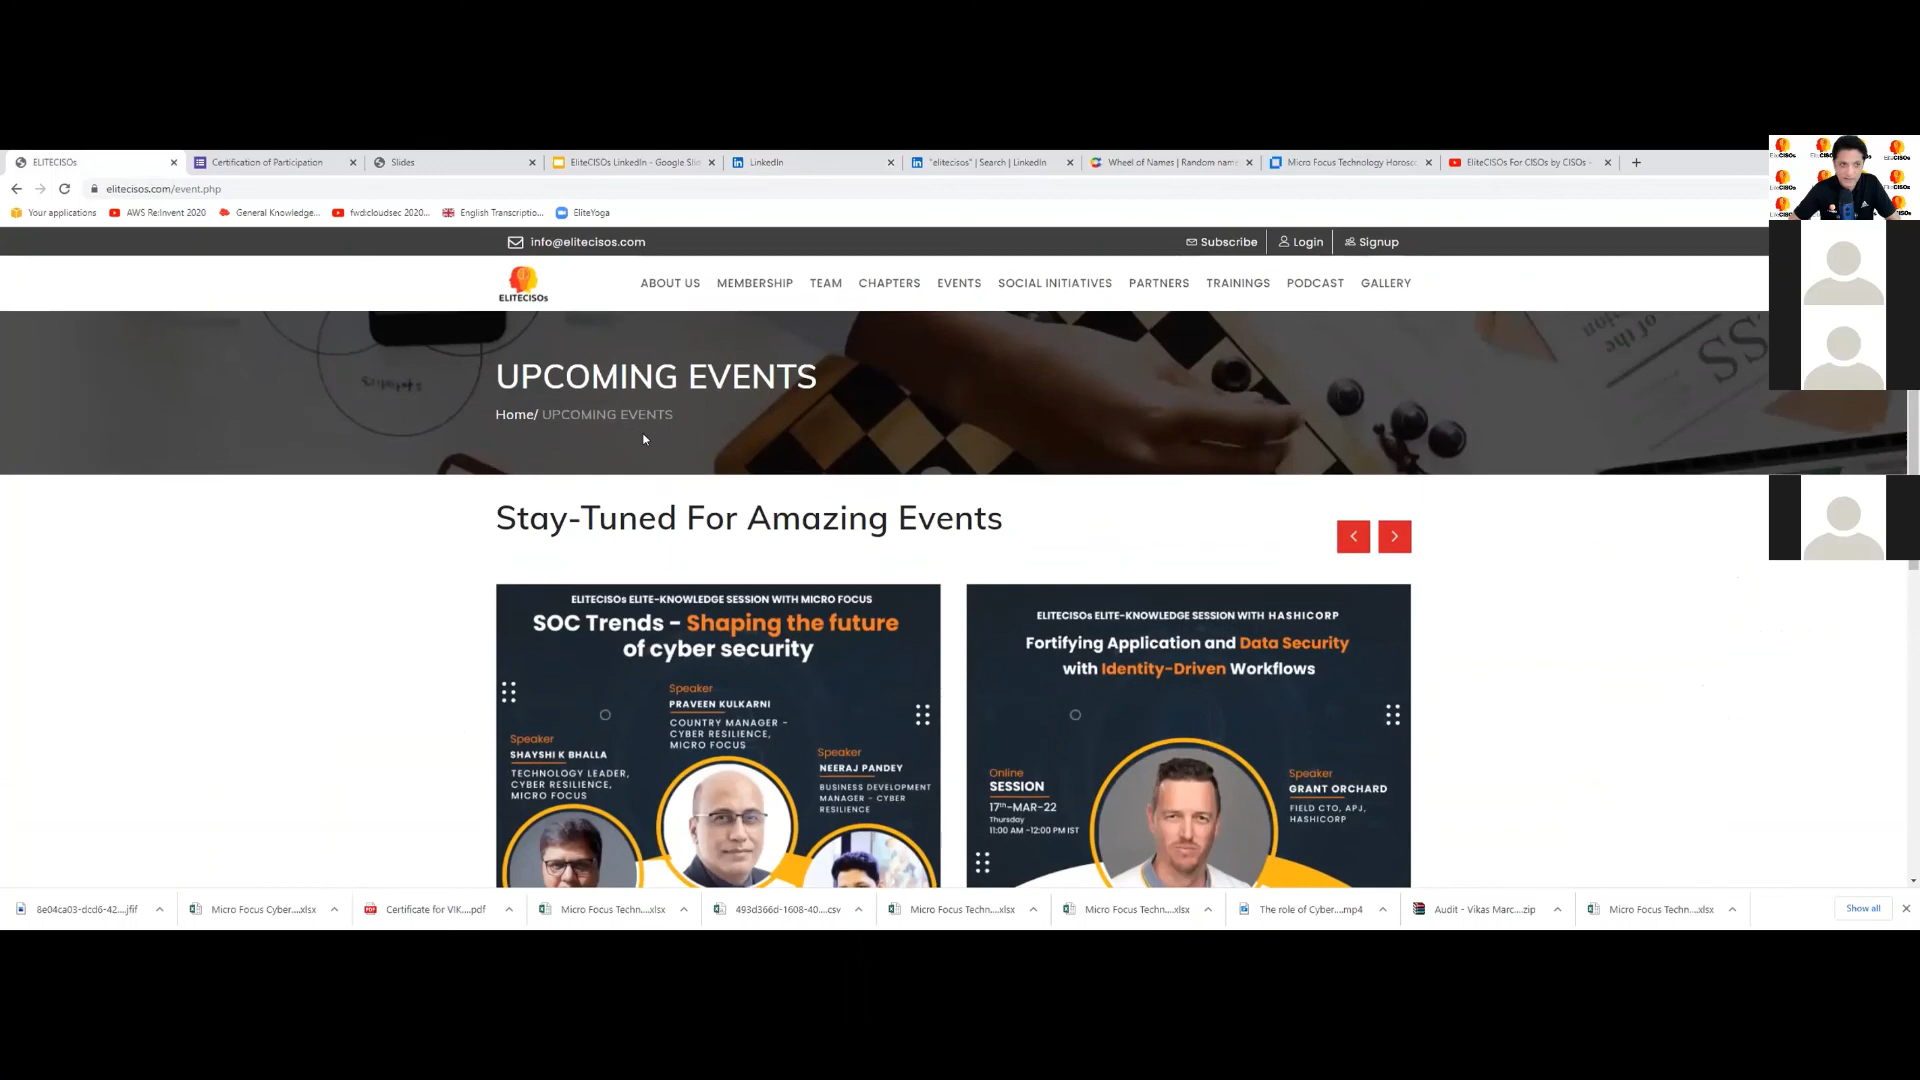 ELITECISOs
Certification of Participation
Slides
EliteCISOs LinkedIn - Google Sli
LinkedIn
"elitecisos" | Search | LinkedIn
Wheel of Names | Random name
Micro Focus Technology Horosc
EliteCISOs For CISOs by CISOs -
elitecisos.com/event.php
Your applications
AWS Re:Invent 2020
General Knowledge...
fwd:cloudsec 2020...
English Transcriptio...
EliteYoga
info@elitecisos.com
Subscribe
Login
Signup
ELITECISOs
ABOUT US
MEMBERSHIP
TEAM
CHAPTERS
EVENTS
SOCIAL INITIATIVES
PARTNERS
TRAININGS
PODCAST
GALLERY
UPCOMING EVENTS
Home/ UPCOMING EVENTS
Stay-Tuned For Amazing Events
ELITECISOs ELITE-KNOWLEDGE SESSION WITH MICRO FOCUS
SOC Trends - Shaping the future
of cyber security
Speaker
PRAVEEN KULKARNI
COUNTRY MANAGER -
CYBER RESILIENCE,
MICRO FOCUS
Speaker
SHAYSHI K BHALLA
TECHNOLOGY LEADER,
CYBER RESILIENCE,
MICRO FOCUS
Speaker
NEERAJ PANDEY
BUSINESS DEVELOPMENT
MANAGER - CYBER
RESILIENCE
ELITECISOs ELITE-KNOWLEDGE SESSION WITH HASHICORP
Fortifying Application and Data Security
with Identity-Driven Workflows
Online
SESSION
17th-MAR-22
Thursday
11:00 AM -12:00 PM IST
Speaker
GRANT ORCHARD
FIELD CTO, APJ,
HASHICORP
8e04ca03-dcd6-42....jfif
Micro Focus Cyber....xlsx
Certificate for VIK....pdf
Micro Focus Techn....xlsx
493d366d-1608-40....csv
Micro Focus Techn....xlsx
Micro Focus Techn....xlsx
The role of Cyber....mp4
Audit - Vikas Marc....zip
Micro Focus Techn....xlsx
Show all